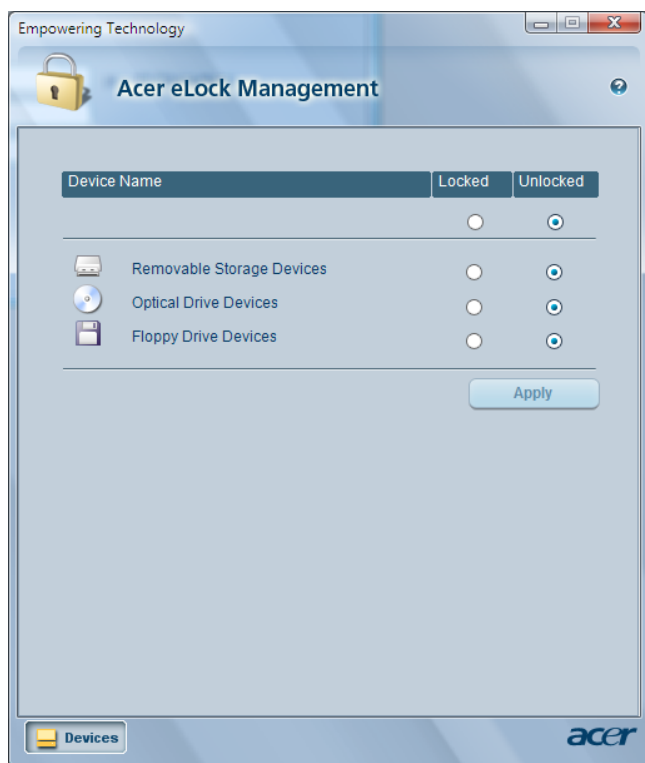 Empowering Technology
Acer eLock Management
Device Name Locked Unlocked
Removable Storage Devices
Optical Drive Devices
Floppy Drive Devices
Apply
Devices
acer